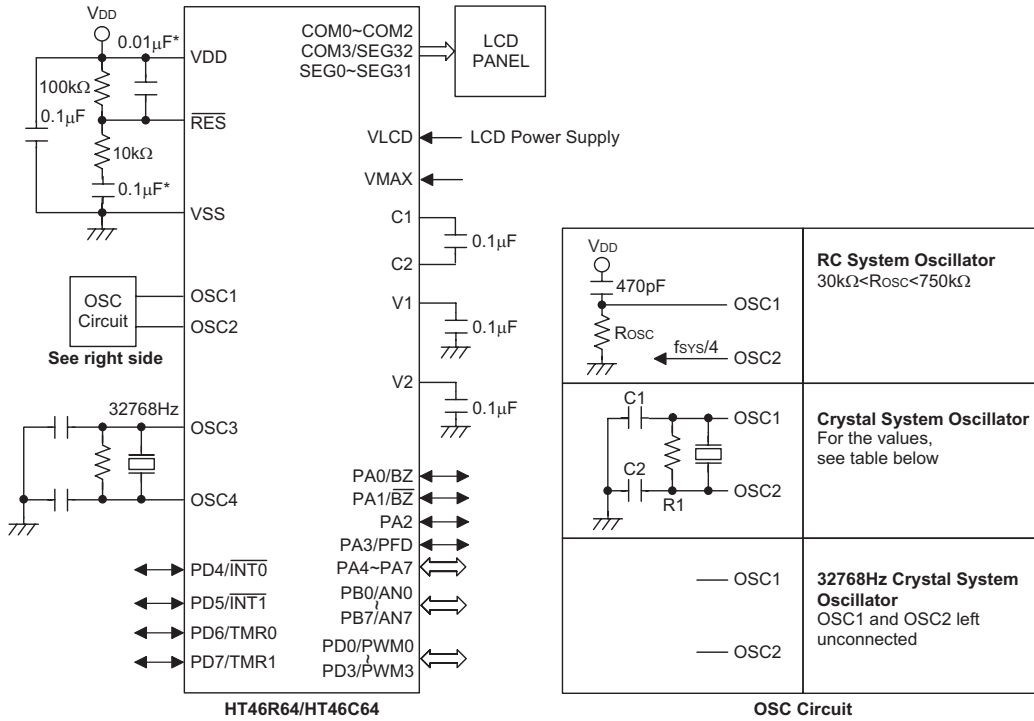 VDD
0.01μF*
VDD
100kΩ
0.1μF
RES
10kΩ
0.1μF*
VSS
OSC
Circuit
OSC1
OSC2
See right side
32768Hz
OSC3
OSC4
PD4/INT0
PD5/INT1
PD6/TMR0
PD7/TMR1
COM0~COM2
COM3/SEG32
SEG0~SEG31
LCD
PANEL
VLCD
LCD Power Supply
VMAX
C1
0.1μF
C2
V1
0.1μF
V2
0.1μF
PA0/BZ
PA1/BZ
PA2
PA3/PFD
PA4~PA7
PB0/AN0
~
PB7/AN7
PD0/PWM0
~
PD3/PWM3
HT46R64/HT46C64
VDD
470pF
OSC1
ROSC
fSYS/4
OSC2
RC System Oscillator
30kΩ<ROSC<750kΩ
C1
OSC1
C2
OSC2
R1
Crystal System Oscillator
For the values,
see table below
OSC1
OSC2
32768Hz Crystal System
Oscillator
OSC1 and OSC2 left
unconnected
OSC Circuit